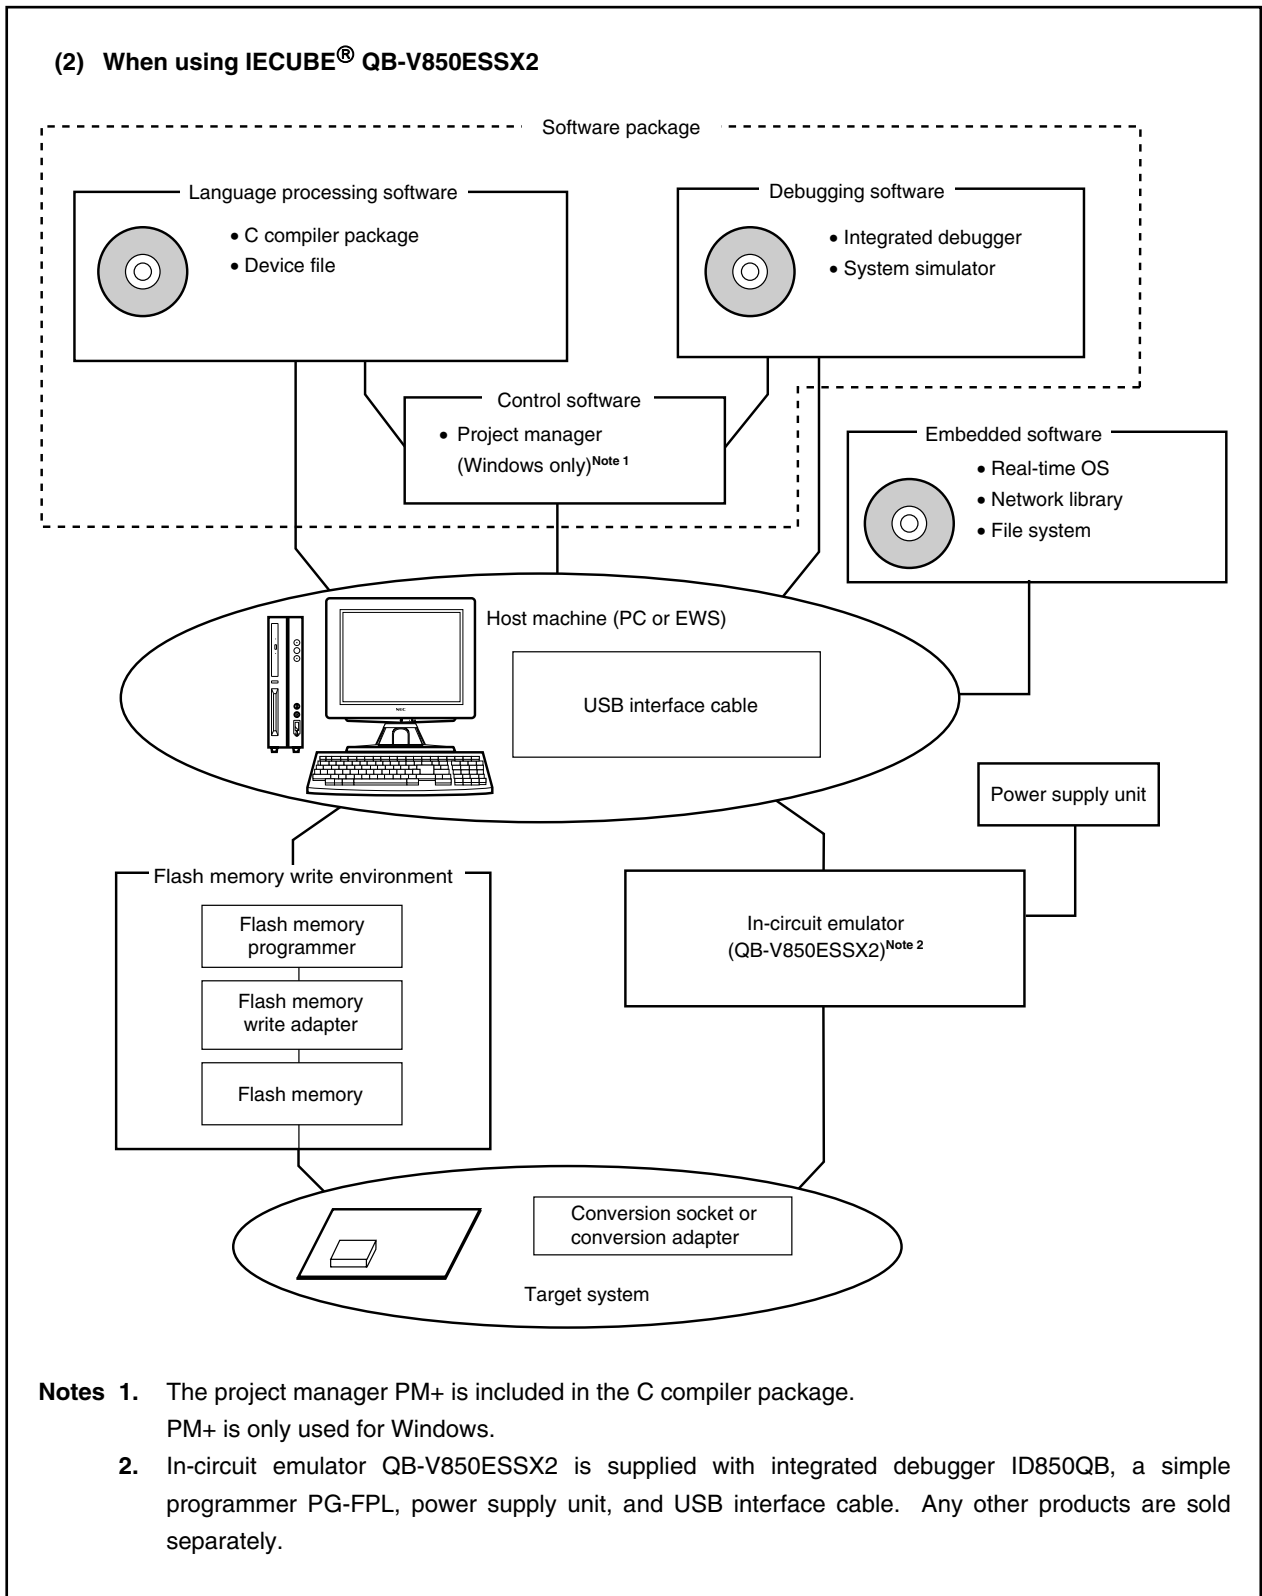 (2) When using IECUBE® QB-V850ESSX2
Software package
Language processing software
• C compiler package
• Device file
Debugging software
• Integrated debugger
• System simulator
Control software
• Project manager
(Windows only)Note 1
Embedded software
• Real-time OS
• Network library
• File system
Host machine (PC or EWS)
NEC
USB interface cable
Power supply unit
Flash memory write environment
Flash memory
programmer
Flash memory
write adapter
Flash memory
In-circuit emulator
(QB-V850ESSX2)Note 2
Conversion socket or
conversion adapter
Target system
Notes 1. The project manager PM+ is included in the C compiler package.
PM+ is only used for Windows.
2. In-circuit emulator QB-V850ESSX2 is supplied with integrated debugger ID850QB, a simple
programmer PG-FPL, power supply unit, and USB interface cable. Any other products are sold
separately.